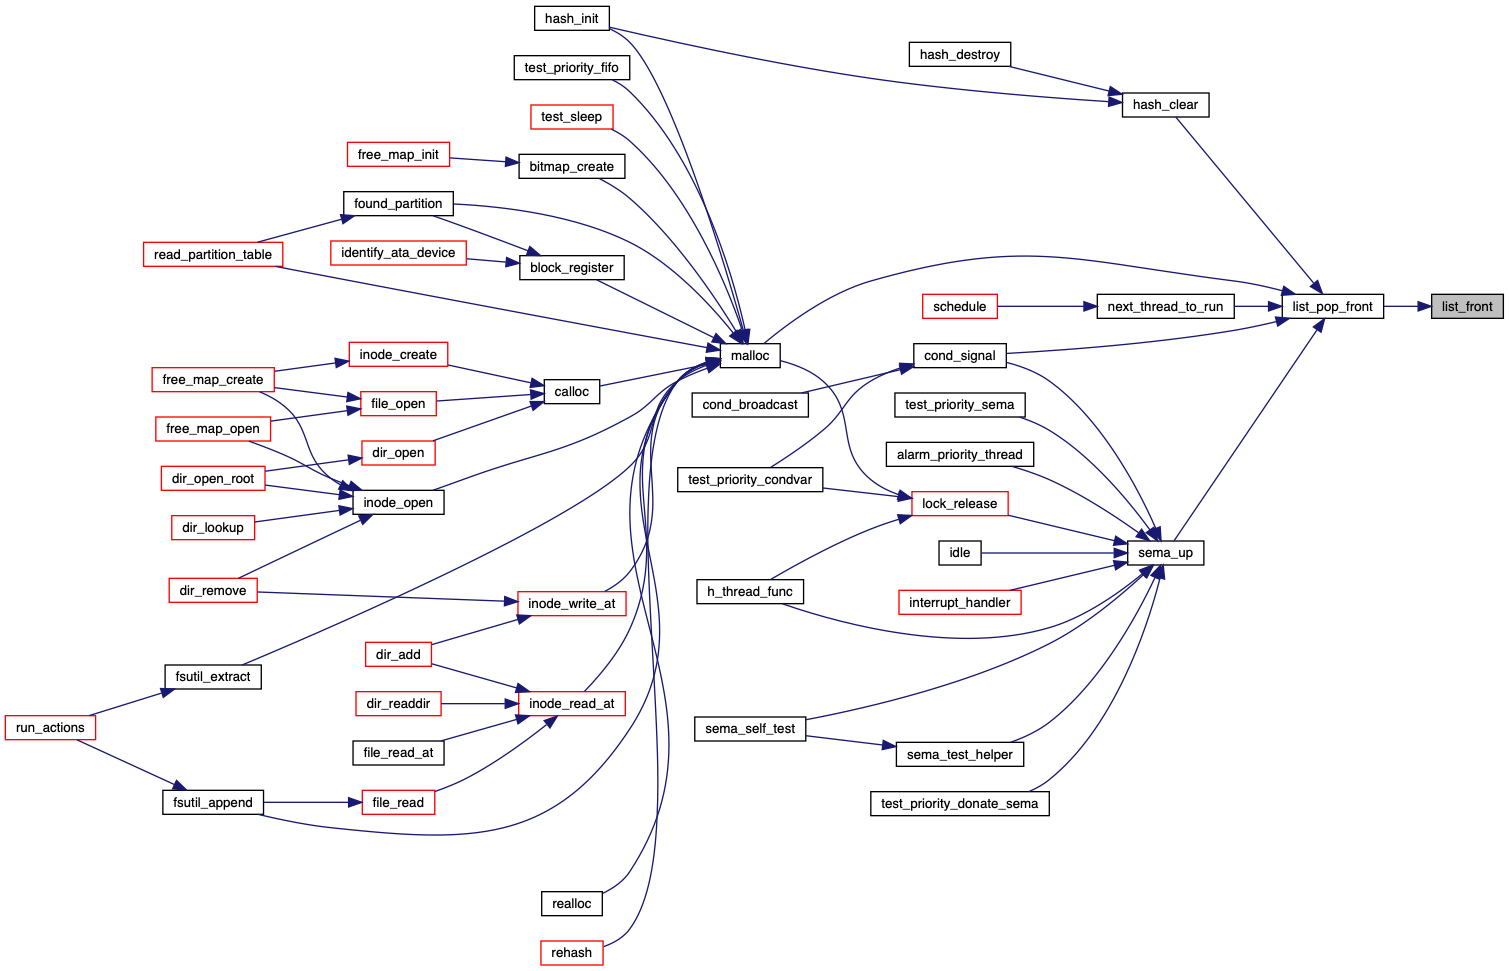 hash_init
hash_destroy
test_priority_fifo
hash_clear
test_sleep
free_map_init
bitmap_create
found_partition
read_partition_table
identify_ata_device
block_register
schedule
next_thread_to_run
list_pop_front
list_front
inode_create
malloc
cond_signal
free_map_create
calloc
file_open
cond_broadcast
test_priority_sema
free_map_open
dir_open
alarm_priority_thread
dir_open_root
test_priority_condvar
inode_open
lock_release
dir_lookup
idle
sema_up
dir_remove
h_thread_func
inode_write_at
interrupt_handler
dir_add
fsutil_extract
dir_readdir
inode_read_at
run_actions
sema_self_test
file_read_at
sema_test_helper
fsutil_append
file_read
test_priority_donate_sema
realloc
rehash